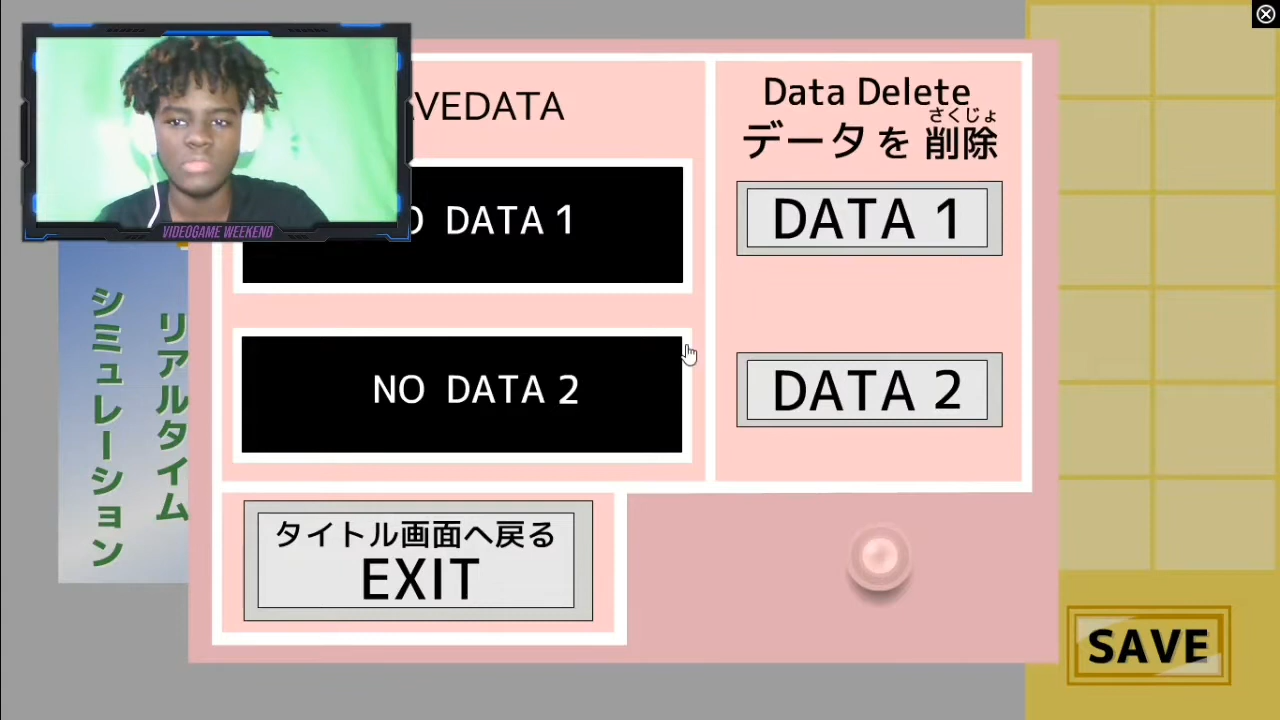 VIDEOGAME WEEKEND
VEDATA
DATA 1
NO DATA 2
Data Delete
さくじょ
データを削除
DATA 1
DATA 2
リアルタイム
シミュレーション
タイトル画面へ戻る
EXIT
SAVE